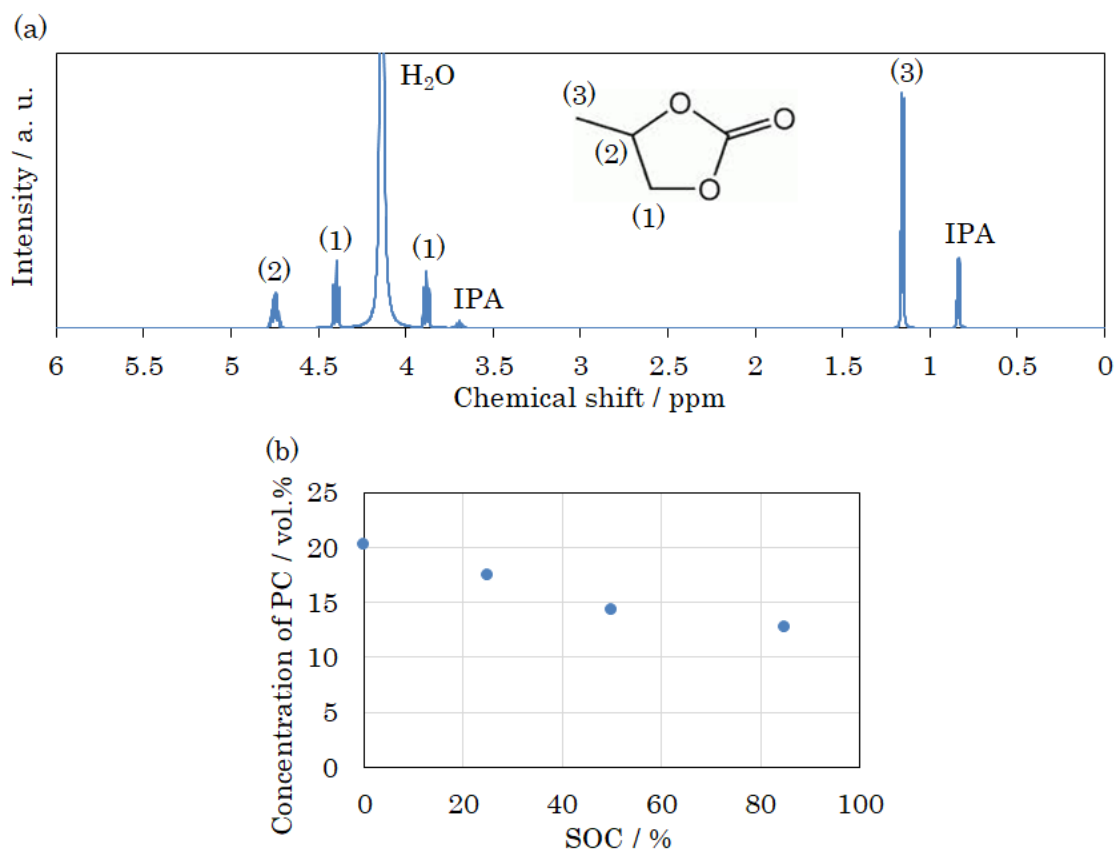 (a)
Intensity / a. u.
H₂O
(3)
(3)
O
O
(2)
O
(1)
(1)
(1)
(2)
IPA
IPA
6 5.5 5 4.5 4 3.5 3 2.5 2 1.5 1 0.5 0
Chemical shift / ppm
(b)
Concentration of PC / vol.%
25
20
15
10
5
0
0 20 40 60 80 100
SOC / %